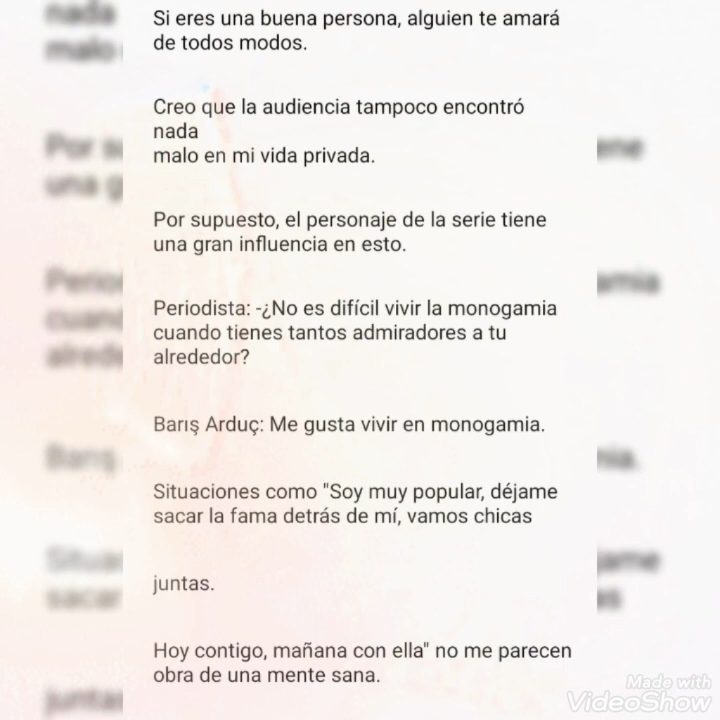 Si eres una buena persona, alguien te amará
de todos modos.
Creo que la audiencia tampoco encontró
nada
malo en mi vida privada.
Por supuesto, el personaje de la serie tiene
una gran influencia en esto.
Periodista: -¿No es difícil vivir la monogamia
cuando tienes tantos admiradores a tu
alrededor?
Barış Arduç: Me gusta vivir en monogamia.
Situaciones como "Soy muy popular, déjame
sacar la fama detrás de mí, vamos chicas
juntas.
Hoy contigo, mañana con ella" no me parecen
obra de una mente sana.
Made with
VideoShow